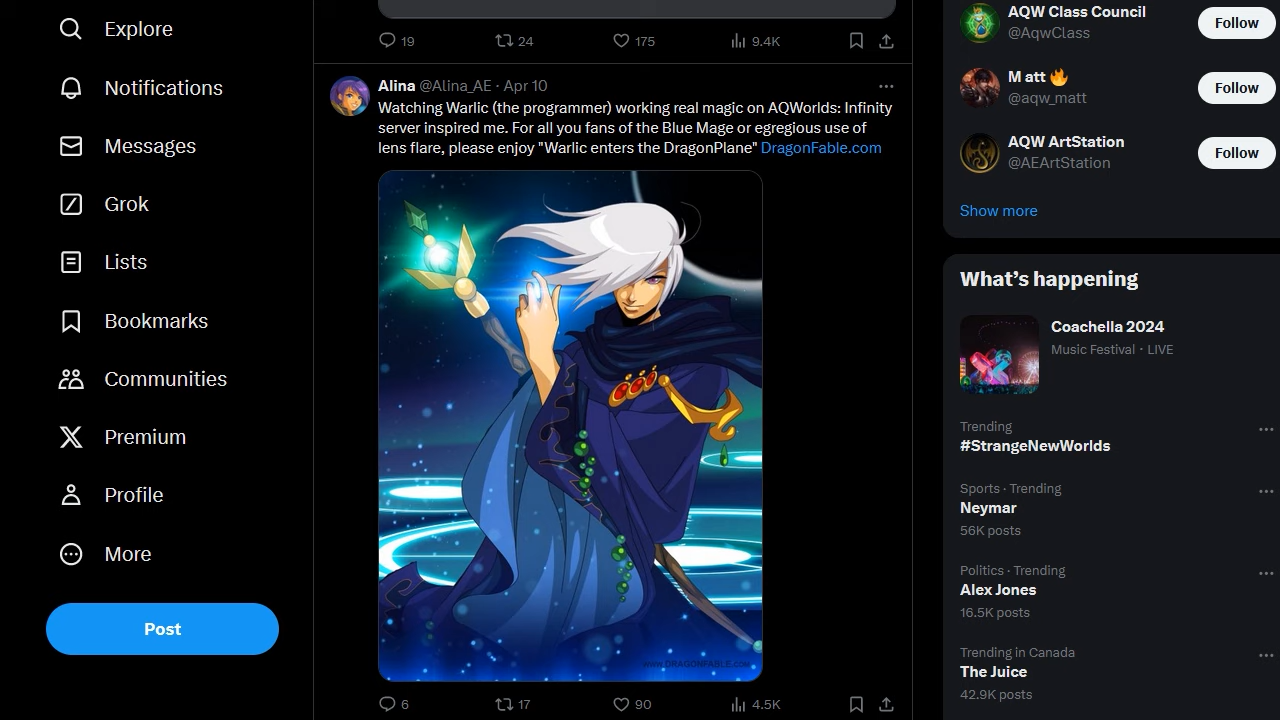 Explore
Notifications
Messages
Grok
Lists
Bookmarks
Communities
Premium
Profile
More
Post
19 24 175 9.4K
Alina @Alina_AE · Apr 10
Watching Warlic (the programmer) working real magic on AQWorlds: Infinity
server inspired me. For all you fans of the Blue Mage or egregious use of
lens flare, please enjoy "Warlic enters the DragonPlane" DragonFable.com
www.DRAGONFABLE.com
6 17 90 4.5K
AQW Class Council
@AqwClass
Follow
M att 🔥
@aqw_matt
Follow
AQW ArtStation
@AEArtStation
Follow
Show more
What's happening
Coachella 2024
Music Festival · LIVE
Trending
#StrangeNewWorlds
Sports · Trending
Neymar
56K posts
Politics · Trending
Alex Jones
16.5K posts
Trending in Canada
The Juice
42.9K posts